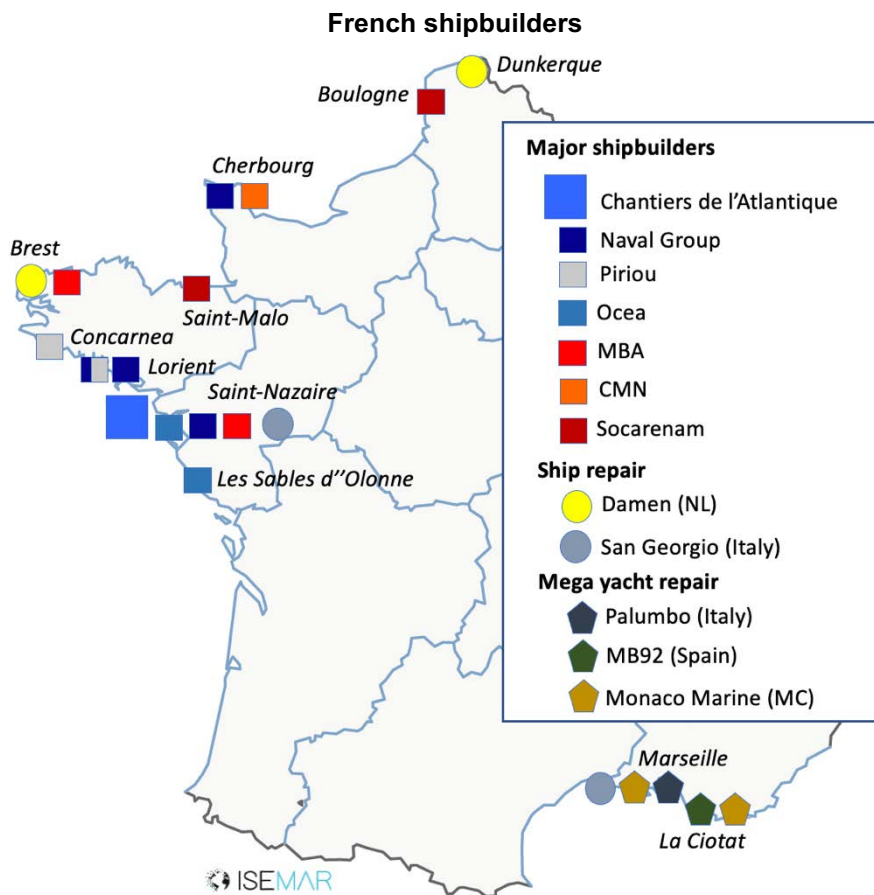 French shipbuilders
Dunkerque
Boulogne
Cherbourg
Brest
Saint-Malo
Concarnea
Lorient
Saint-Nazaire
Les Sables d’’Olonne
Major shipbuilders
Chantiers de l’Atlantique
Naval Group
Piriou
Ocea
MBA
CMN
Socarenam
Ship repair
Damen (NL)
San Georgio (Italy)
Mega yacht repair
Palumbo (Italy)
MB92 (Spain)
Monaco Marine (MC)
Marseille
La Ciotat
ISEMAR